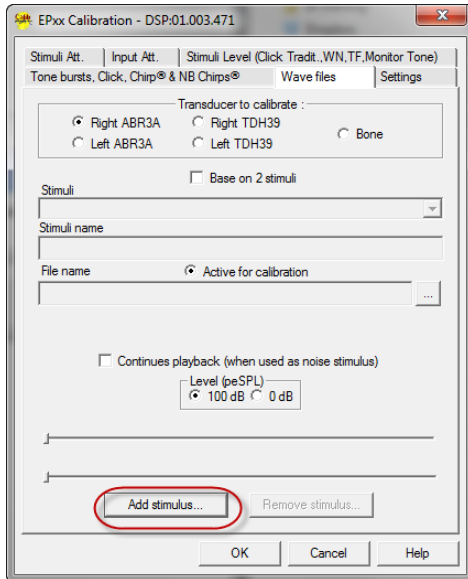 EPxx Calibration - DSP:01.003.471
Stimuli Att. Input Att. Stimuli Level (Click Tradit.,WN,TF,Monitor Tone)
Tone bursts, Click, Chirp® & NB Chirps® Wave files Settings
Transducer to calibrate :
Right ABR3A Right TDH39
Bone
Left ABR3A Left TDH39
Base on 2 stimuli
Stimuli
Stimuli name
File name Active for calibration
...
Continues playback (when used as noise stimulus)
Level (peSPL)
100 dB 0 dB
Add stimulus... Remove stimulus...
OK Cancel Help